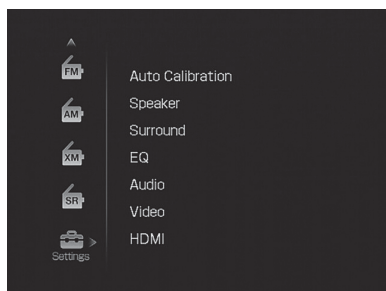 FM
AM
XM
SR
Settings
Auto Calibration
Speaker
Surround
EQ
Audio
Video
HDMI